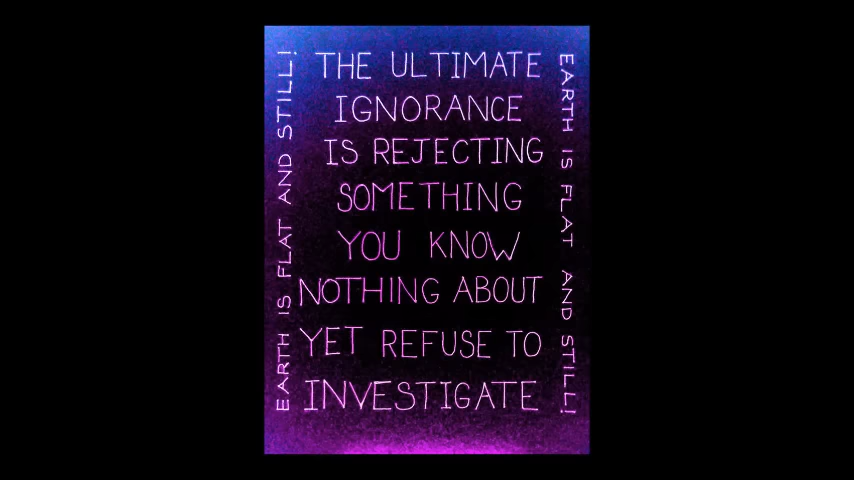 THE ULTIMATE
IGNORANCE
IS REJECTING
SOMETHING
YOU KNOW
NOTHING ABOUT
YET REFUSE TO
INVESTIGATE
EARTH IS FLAT AND STILL!
EARTH IS FLAT AND STILL!